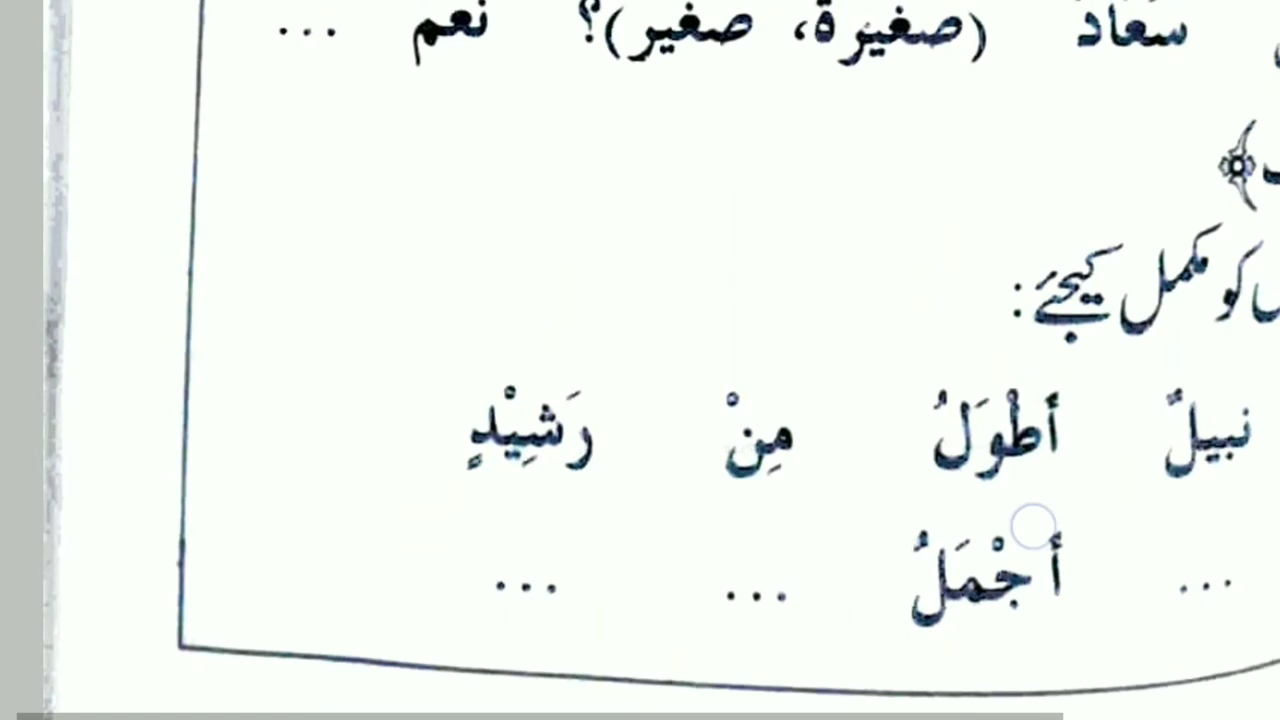 سعاد (صغيرة، صغير)؟ نعم ...
کو مکمل کیجئے:
نبيلٌ أطْوَلُ مِنْ رَشِيْدٍ
... أجْمَلُ ... ...